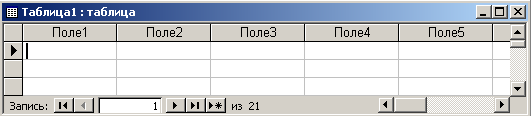 Таблица1 : таблица
Поле1 Поле2 Поле3 Поле4 Поле5
Запись: 1 из 21